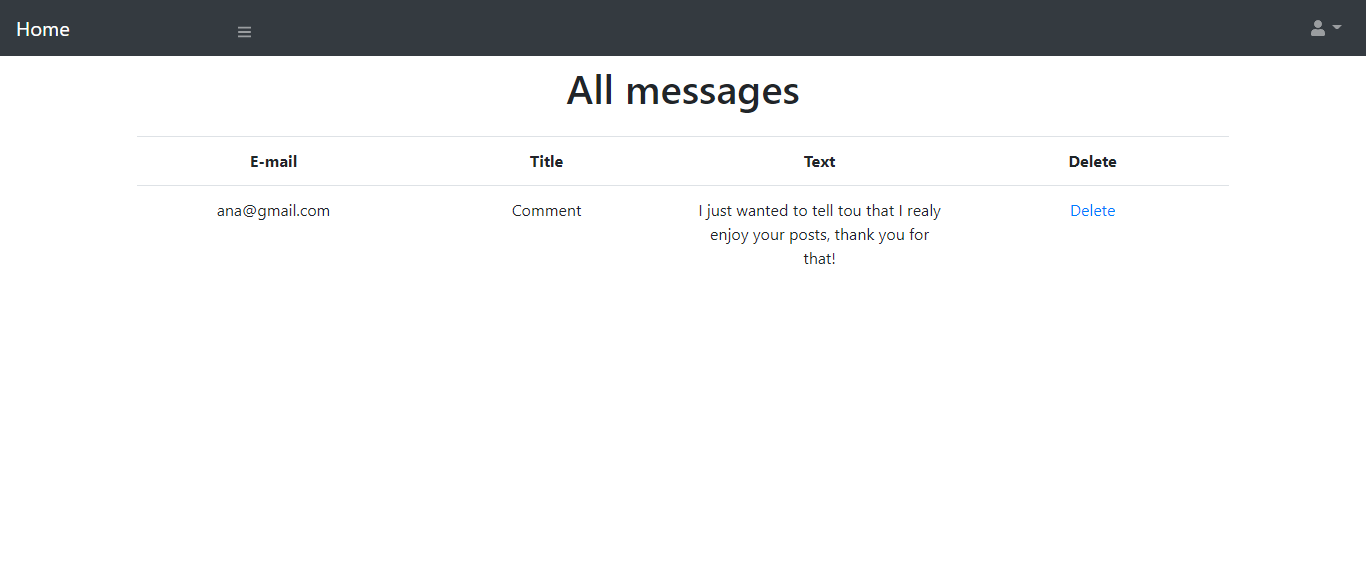 Home
All messages
E-mail Title Text Delete
ana@gmail.com Comment I just wanted to tell tou that I realy Delete
enjoy your posts, thank you for
that!